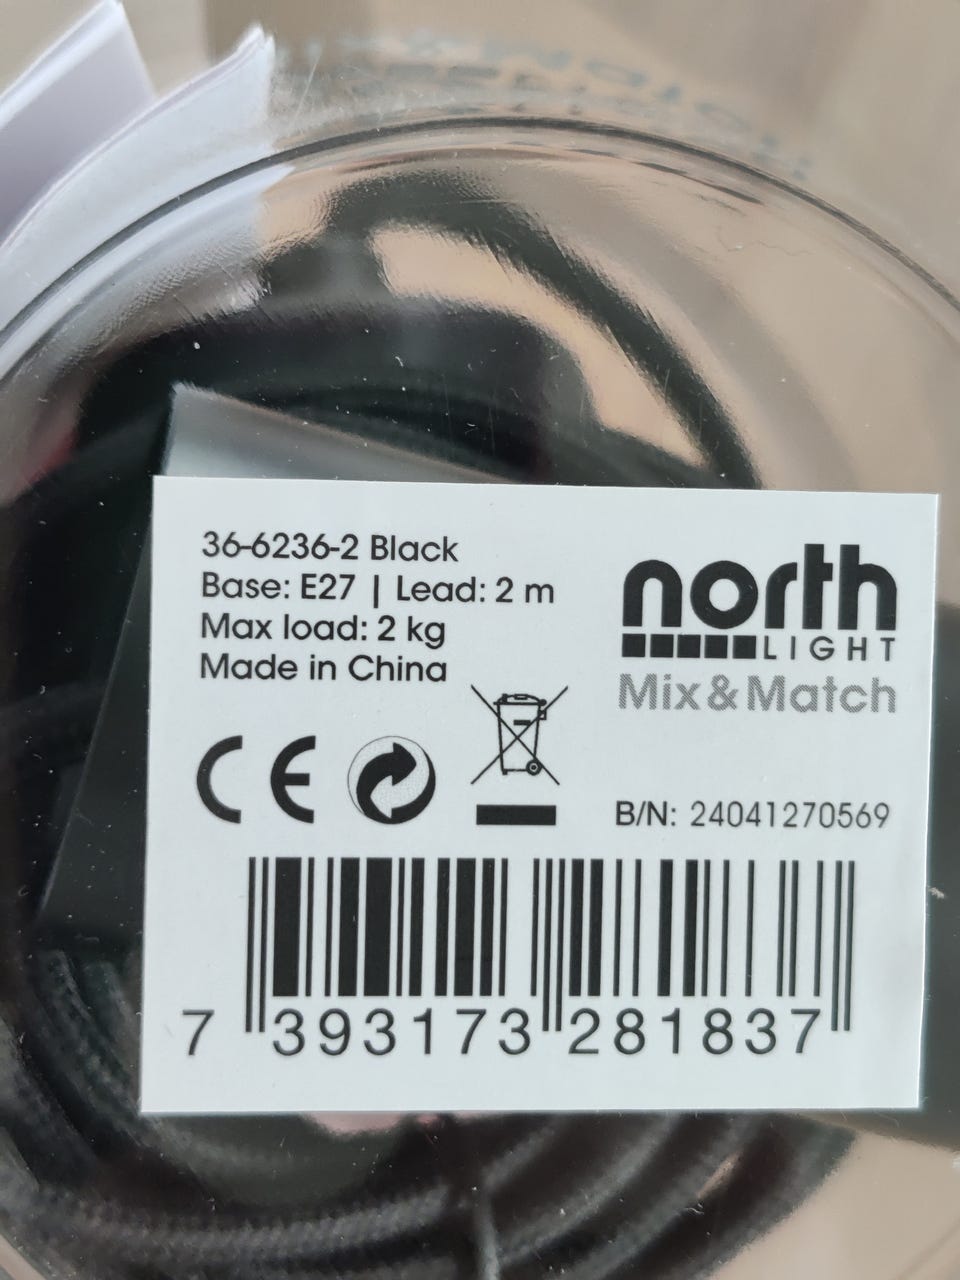 36-6236-2 Black
Base: E27 | Lead: 2 m
Max load: 2 kg
Made in China
north
LIGHT
Mix&Match
CE
B/N: 24041270569
7 393173 281837